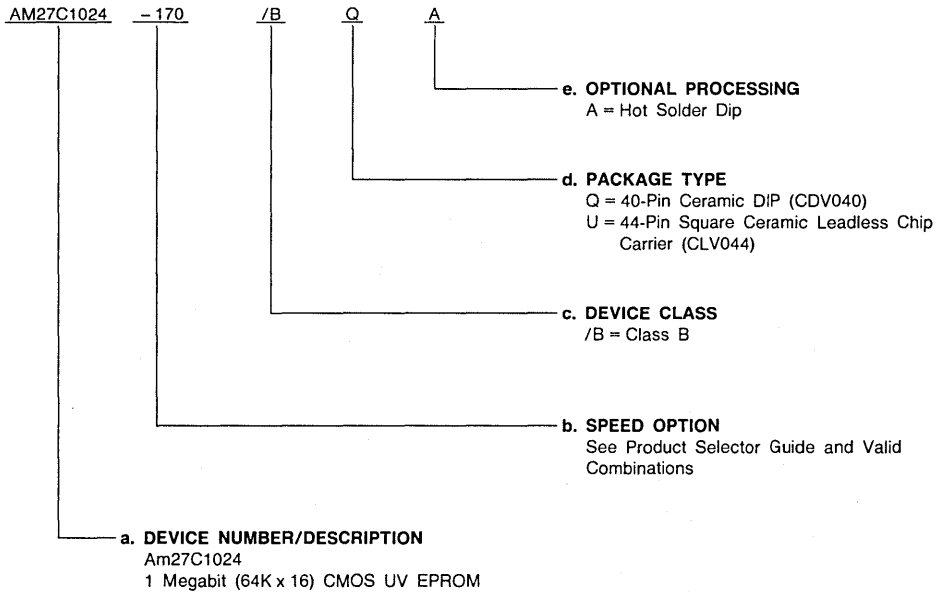 AM27C1024 -170 /B Q A
e. OPTIONAL PROCESSING
A = Hot Solder Dip
d. PACKAGE TYPE
Q = 40-Pin Ceramic DIP (CDV040)
U = 44-Pin Square Ceramic Leadless Chip
Carrier (CLV044)
c. DEVICE CLASS
/B = Class B
b. SPEED OPTION
See Product Selector Guide and Valid
Combinations
a. DEVICE NUMBER/DESCRIPTION
Am27C1024
1 Megabit (64K x 16) CMOS UV EPROM